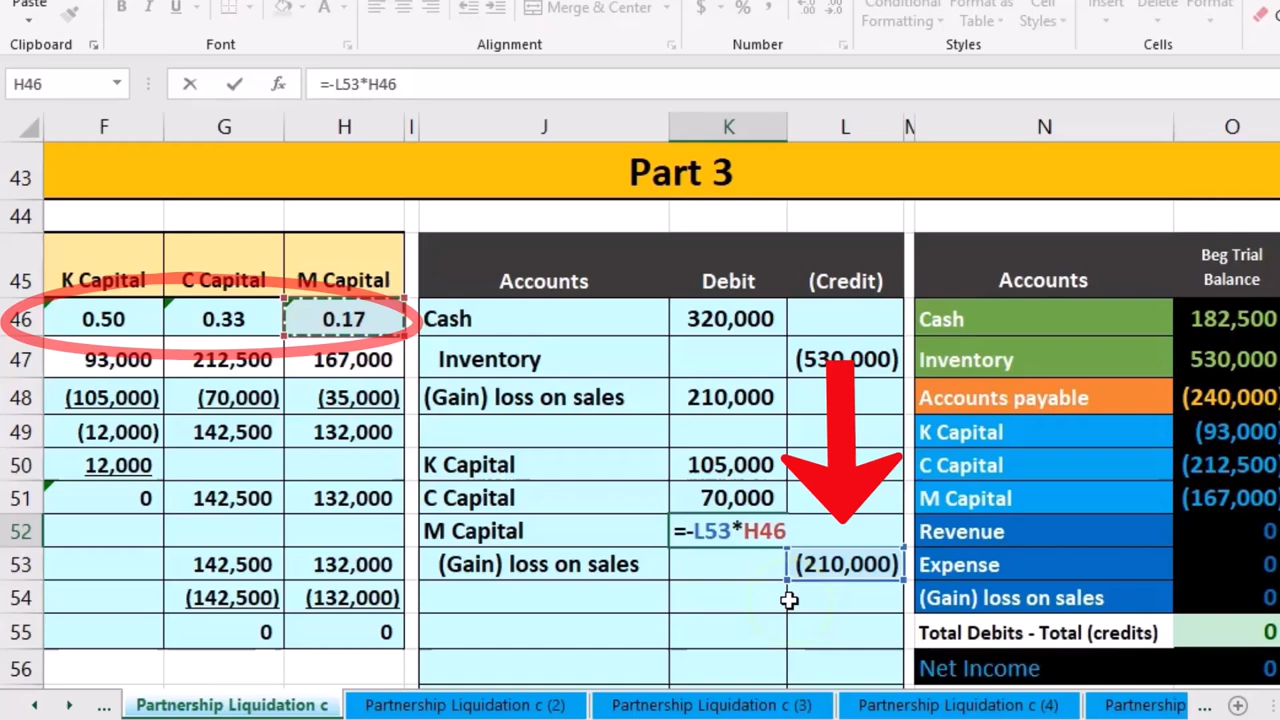 Paste
B I U A Merge & Center $ % , Conditional Format as Cell Insert Delete Format
Formatting Table Styles
Clipboard Font Alignment Number Styles Cells
H46 fx =-L53*H46
F G H I J K L M N O
43 Part 3
44
45 K Capital C Capital M Capital Accounts Debit (Credit) Accounts Beg Trial Balance
46 0.50 0.33 0.17 Cash 320,000 Cash 182,500
47 93,000 212,500 167,000 Inventory (530,000) Inventory 530,000
48 (105,000) (70,000) (35,000) (Gain) loss on sales 210,000 Accounts payable (240,000)
49 (12,000) 142,500 132,000 K Capital (93,000)
50 12,000 K Capital 105,000 C Capital (212,500)
51 0 142,500 132,000 C Capital 70,000 M Capital (167,000)
52 M Capital =-L53*H46 Revenue 0
53 142,500 132,000 (Gain) loss on sales (210,000) Expense 0
54 (142,500) (132,000) (Gain) loss on sales 0
55 0 0 Total Debits - Total (credits) 0
56 Net Income 0
... Partnership Liquidation c Partnership Liquidation c (2) Partnership Liquidation c (3) Partnership Liquidation c (4) Partnership ...